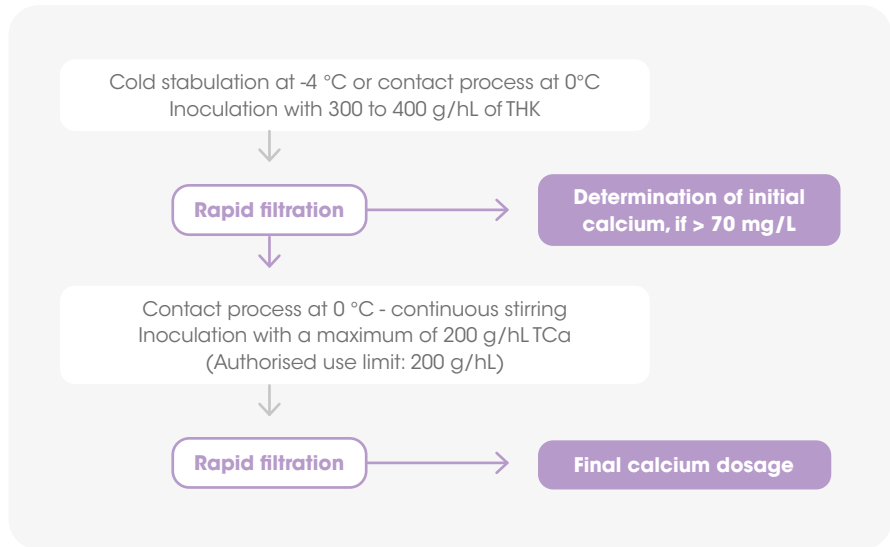 Cold stabulation at -4 °C or contact process at 0°C
Inoculation with 300 to 400 g/hL of THK
Rapid filtration
Determination of initial
calcium, if > 70 mg/L
Contact process at 0 °C - continuous stirring
Inoculation with a maximum of 200 g/hL TCa
(Authorised use limit: 200 g/hL)
Rapid filtration
Final calcium dosage